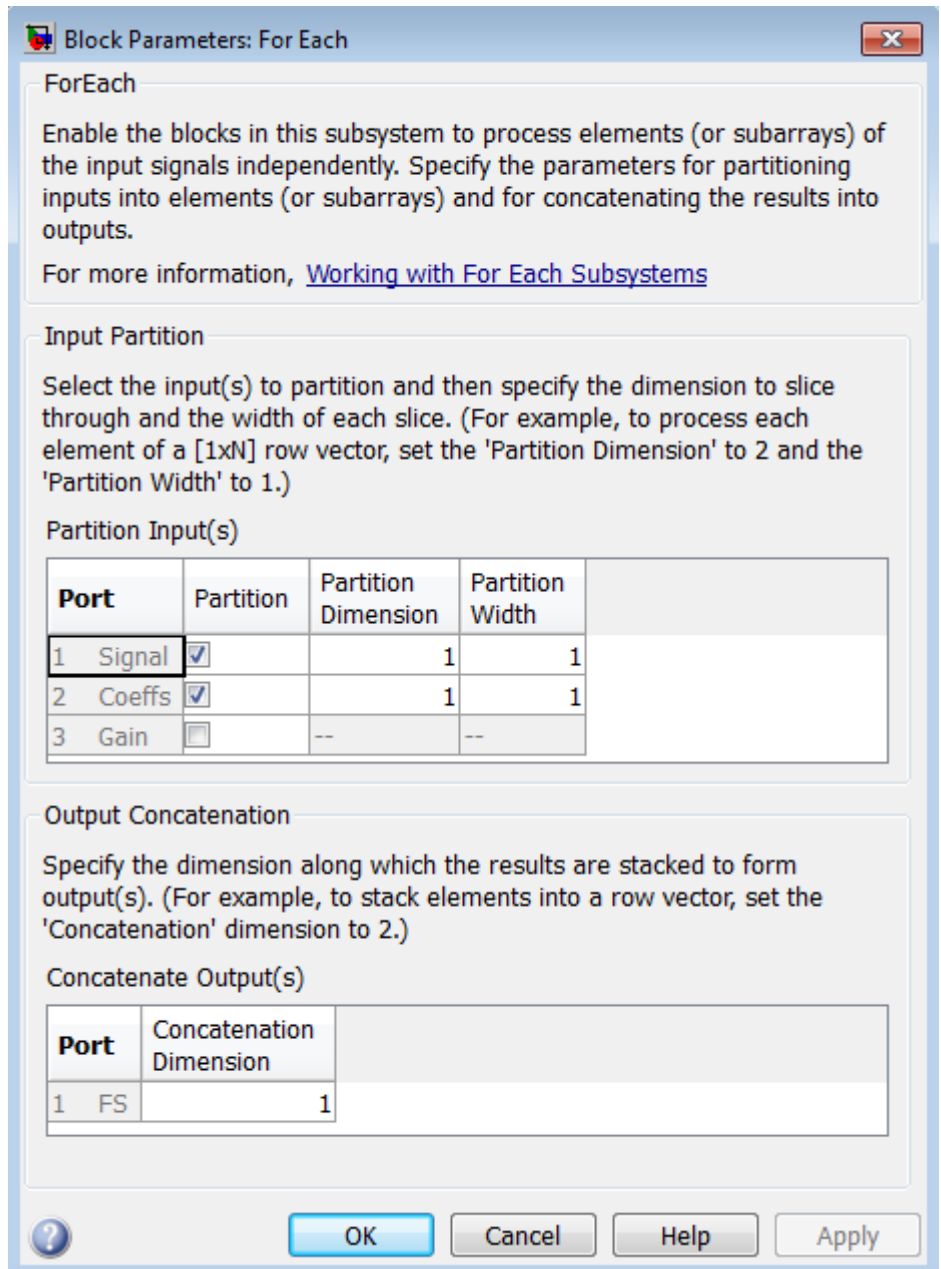 Block Parameters: For Each
ForEach
Enable the blocks in this subsystem to process elements (or subarrays) of
the input signals independently. Specify the parameters for partitioning
inputs into elements (or subarrays) and for concatenating the results into
outputs.
For more information, Working with For Each Subsystems
Input Partition
Select the input(s) to partition and then specify the dimension to slice
through and the width of each slice. (For example, to process each
element of a [1xN] row vector, set the 'Partition Dimension' to 2 and the
'Partition Width' to 1.)
Partition Input(s)
Port Partition Partition Dimension Partition Width
1 Signal 1 1
2 Coeffs 1 1
3 Gain -- --
Output Concatenation
Specify the dimension along which the results are stacked to form
output(s). (For example, to stack elements into a row vector, set the
'Concatenation' dimension to 2.)
Concatenate Output(s)
Port Concatenation Dimension
1 FS 1
OK Cancel Help Apply